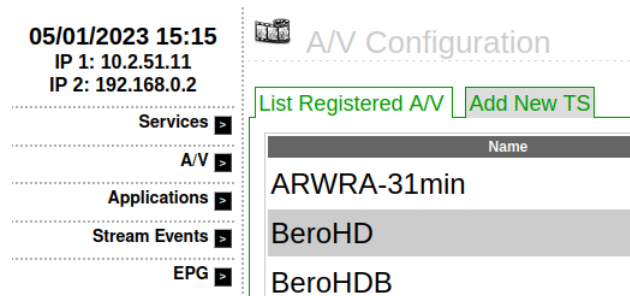 05/01/2023 15:15
IP 1: 10.2.51.11
IP 2: 192.168.0.2
Services >
A/V >
Applications >
Stream Events >
EPG >
A/V Configuration
List Registered A/V
Add New TS
Name
ARWRA-31min
BeroHD
BeroHDB